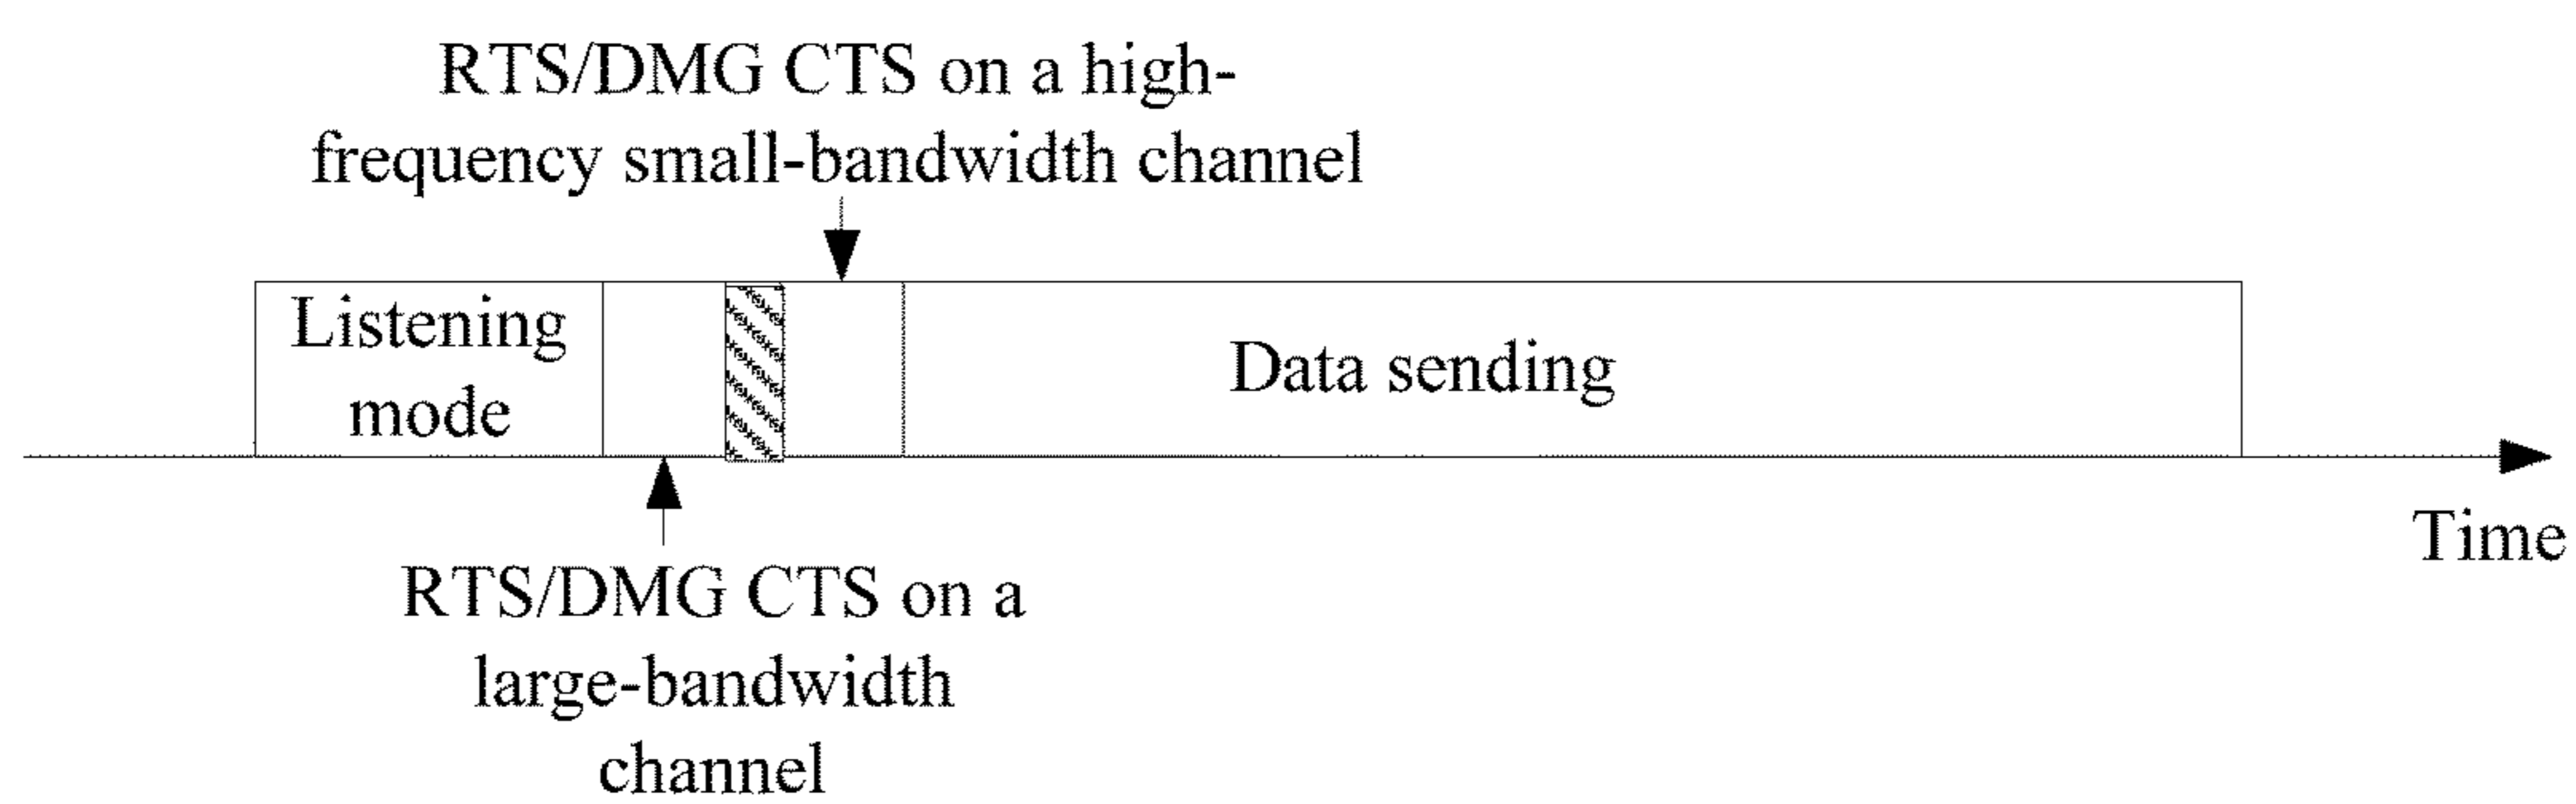 RTS/DMG CTS on a high-
frequency small-bandwidth channel
Listening
mode
Data sending
Time
RTS/DMG CTS on a
large-bandwidth
channel